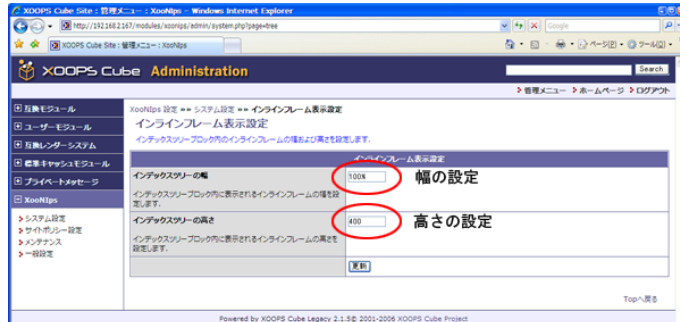 XOOPS Cube Site : 管理メニュー : XooNIps - Windows Internet Explorer
http://192.168.2.167/modules/xoonips/admin/system.php?page=tree
Google
XOOPS Cube Site : 管理メニュー : XooNIps
ページ(P)
ツール(O)
XOOPS Cube Administration
Search
管理メニュー
ホームページ
ログアウト
互換モジュール
ユーザーモジュール
互換レンダーシステム
標準キャッシュモジュール
プライベートメッセージ
XooNIps
システム設定
サイトポリシー設定
メンテナンス
一般設定
XooNIps 設定 »» システム設定 »» インラインフレーム表示設定
インラインフレーム表示設定
インデックスツリーブロック内のインラインフレームの幅および高さを設定します.
インラインフレーム表示設定
インデックスツリーの幅
インデックスツリーブロック内に表示されるインラインフレームの幅を設
定します.
100%
幅の設定
インデックスツリーの高さ
インデックスツリーブロック内に表示されるインラインフレームの高さを
設定します.
400
高さの設定
更新
Topへ戻る
Powered by XOOPS Cube Legacy 2.1.5© 2001-2006 XOOPS Cube Project